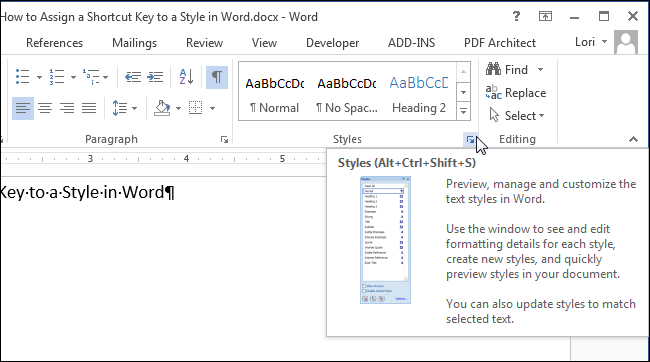 How to Assign a Shortcut Key to a Style in Word.docx - Word
References Mailings Review View Developer ADD-INS PDF Architect Lori
AaBbCcDc AaBbCcDc AaBbCcD
¶ Normal ¶ No Spac... Heading 2
Find
Replace
Select
Paragraph Styles Editing
3 4 5
Key·to·a·Style·in·Word¶
Styles (Alt+Ctrl+Shift+S)
Preview, manage and customize the
text styles in Word.
Use the window to see and edit
formatting details for each style,
create new styles, and quickly
preview styles in your document.
You can also update styles to match
selected text.